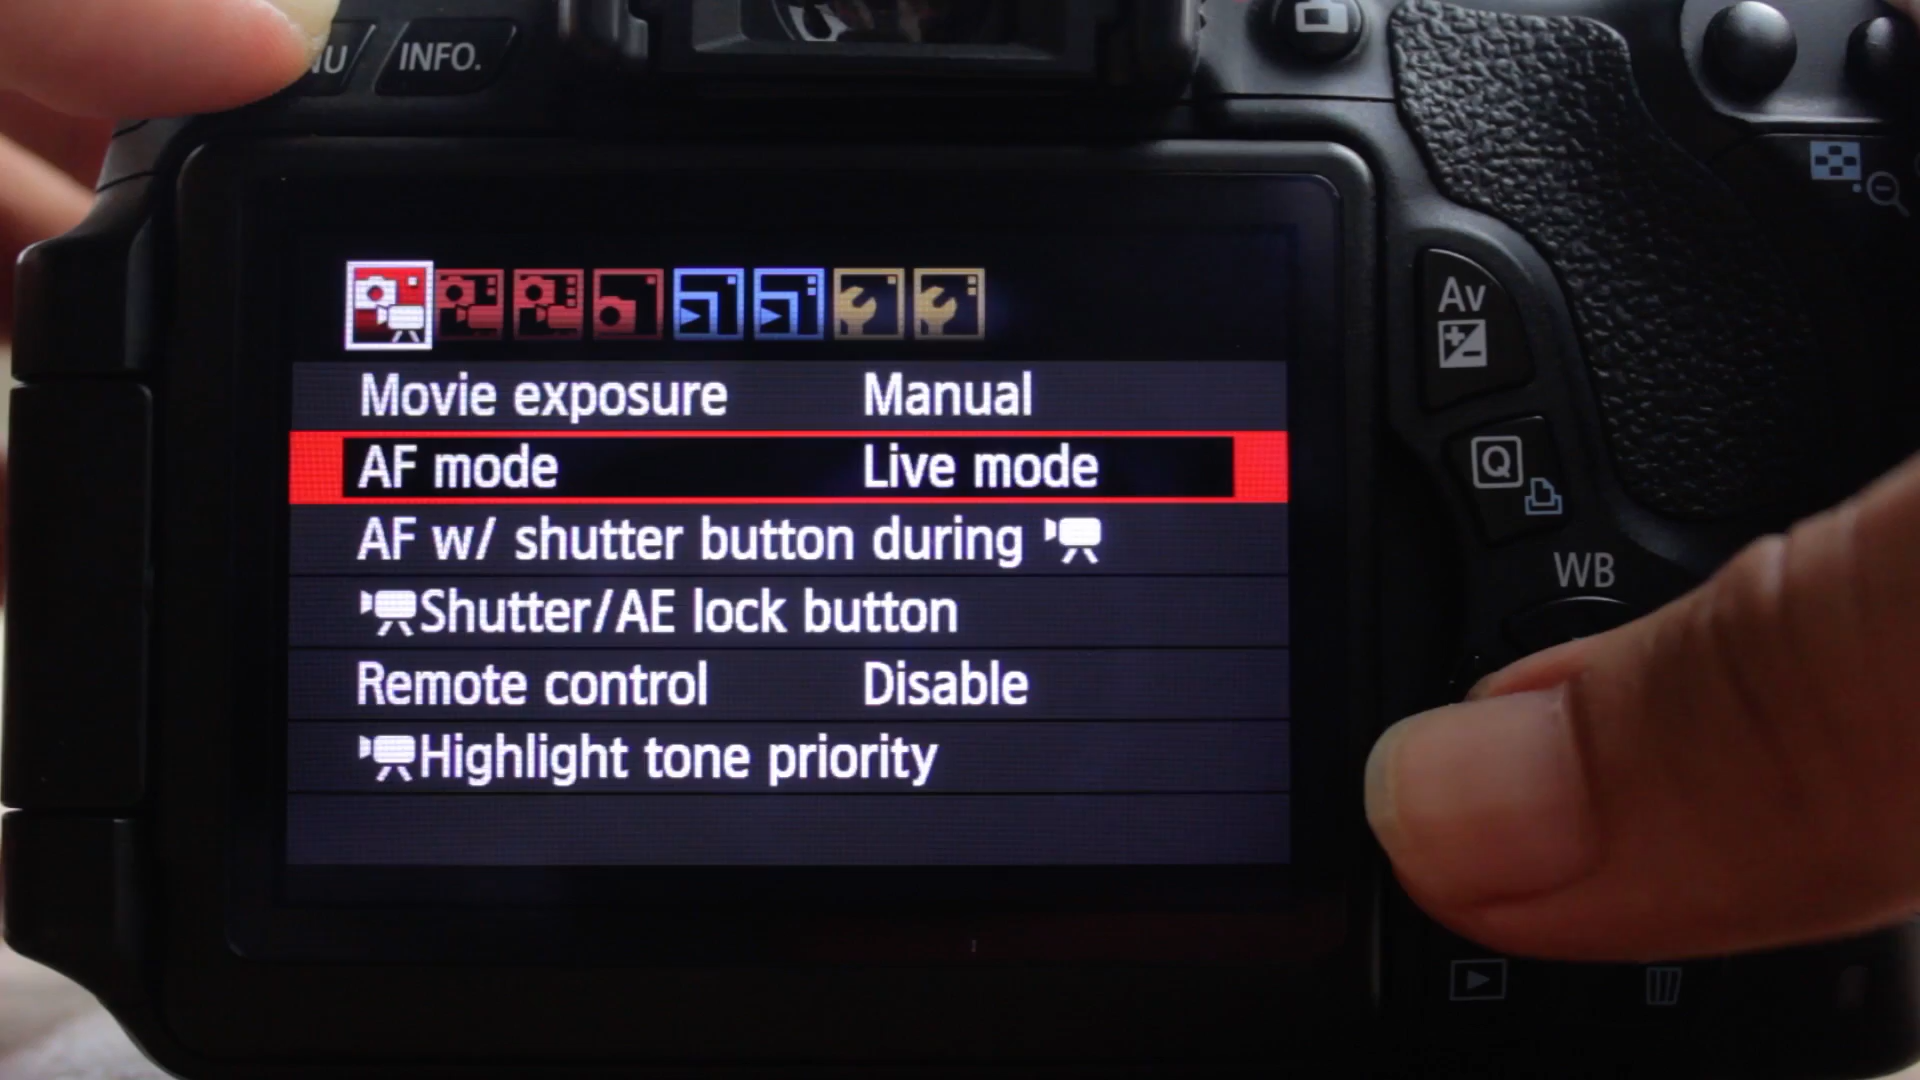 NU INFO.
Movie exposure Manual
AF mode Live mode
AF w/ shutter button during
Shutter/AE lock button
Remote control Disable
Highlight tone priority
Av
Q
WB